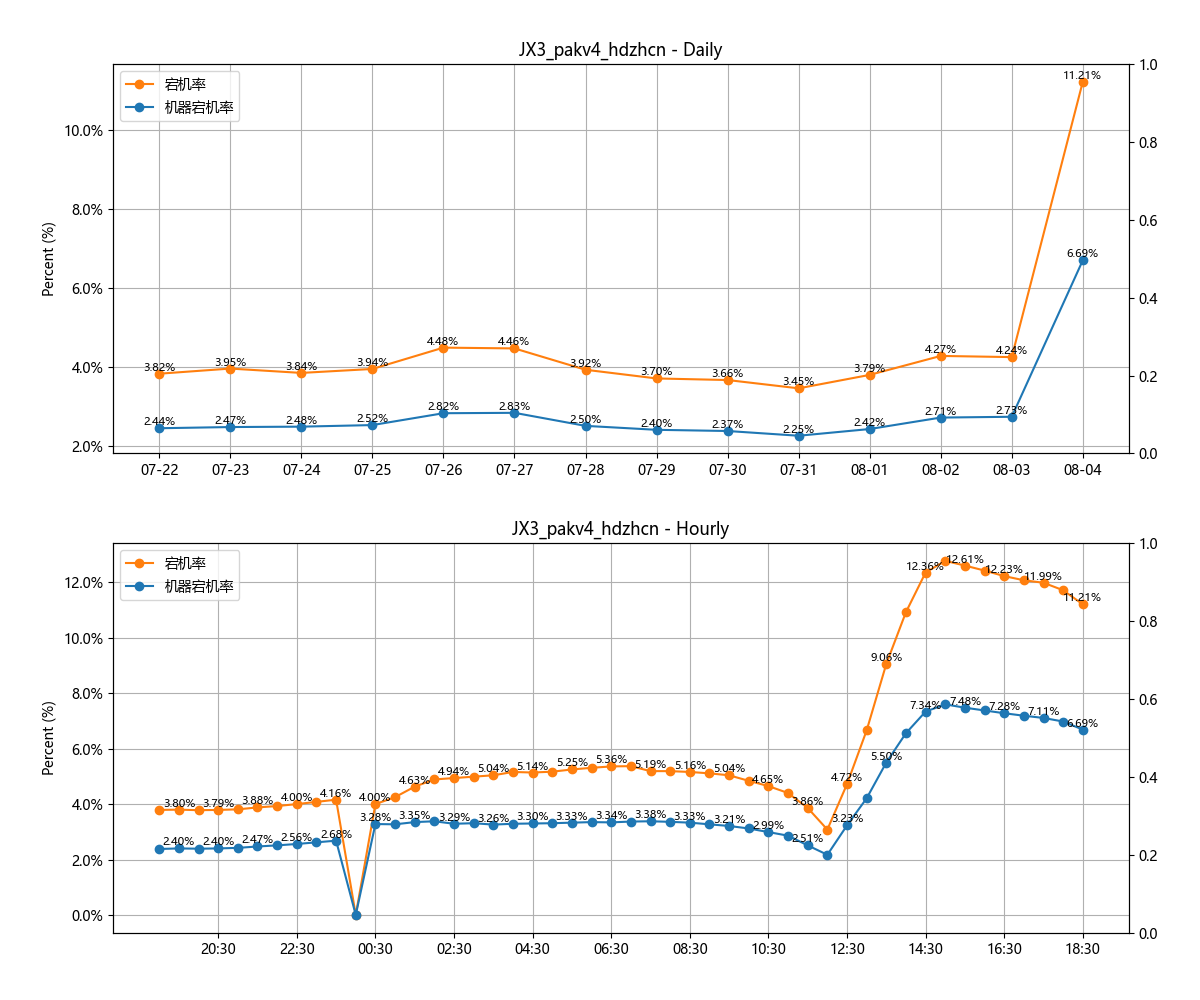 JX3_pakv4_hdzhcn - Daily
宕机率
机器宕机率
Percent (%)
10.0%
8.0%
6.0%
4.0%
2.0%
1.0
0.8
0.6
0.4
0.2
0.0
3.82% 3.95% 3.84% 3.94% 4.48% 4.46% 3.92% 3.70% 3.66% 3.45% 3.79% 4.27% 4.24% 11.21%
2.44% 2.47% 2.48% 2.52% 2.82% 2.83% 2.50% 2.40% 2.37% 2.25% 2.42% 2.71% 2.73% 6.69%
07-22 07-23 07-24 07-25 07-26 07-27 07-28 07-29 07-30 07-31 08-01 08-02 08-03 08-04
JX3_pakv4_hdzhcn - Hourly
宕机率
机器宕机率
Percent (%)
12.0%
10.0%
8.0%
6.0%
4.0%
2.0%
0.0%
1.0
0.8
0.6
0.4
0.2
0.0
3.80% 3.79% 3.88% 4.00% 4.16% 4.00% 4.63% 4.94% 5.04% 5.14% 5.25% 5.36% 5.19% 5.16% 5.04% 4.65% 3.86% 4.72% 9.06% 12.36% 12.61% 12.23% 11.99% 11.21%
2.40% 2.40% 2.47% 2.56% 2.68% 3.28% 3.35% 3.29% 3.26% 3.30% 3.33% 3.34% 3.38% 3.33% 3.21% 2.99% 2.51% 3.23% 5.50% 7.34% 7.48% 7.28% 7.11% 6.69%
20:30 22:30 00:30 02:30 04:30 06:30 08:30 10:30 12:30 14:30 16:30 18:30